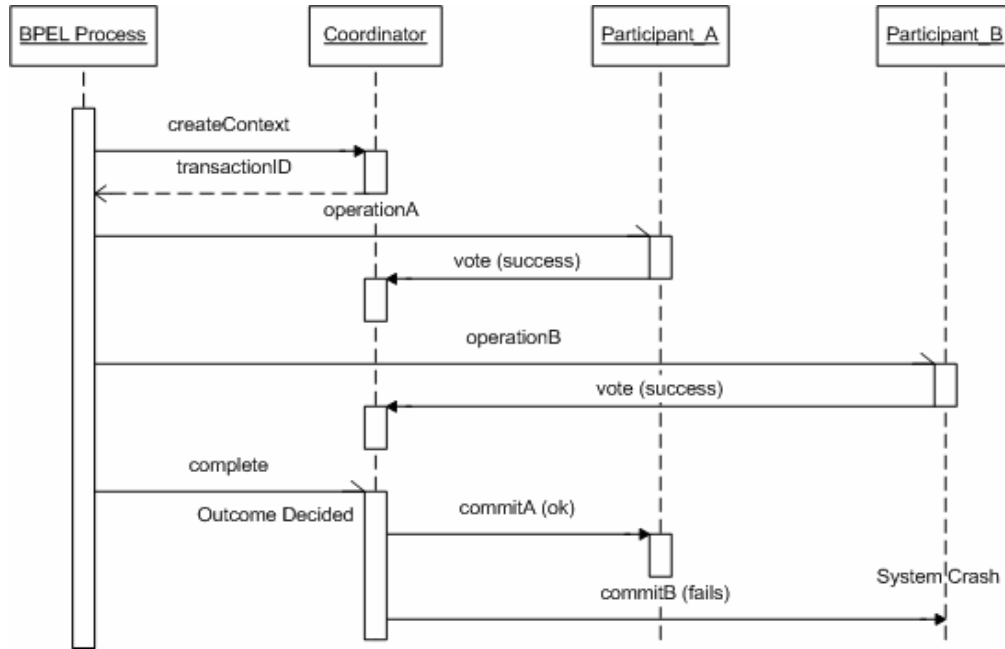 BPEL Process
Coordinator
Participant_A
Participant_B
createContext
transactionID
operationA
vote (success)
operationB
vote (success)
complete
Outcome Decided
commitA (ok)
System Crash
commitB (fails)